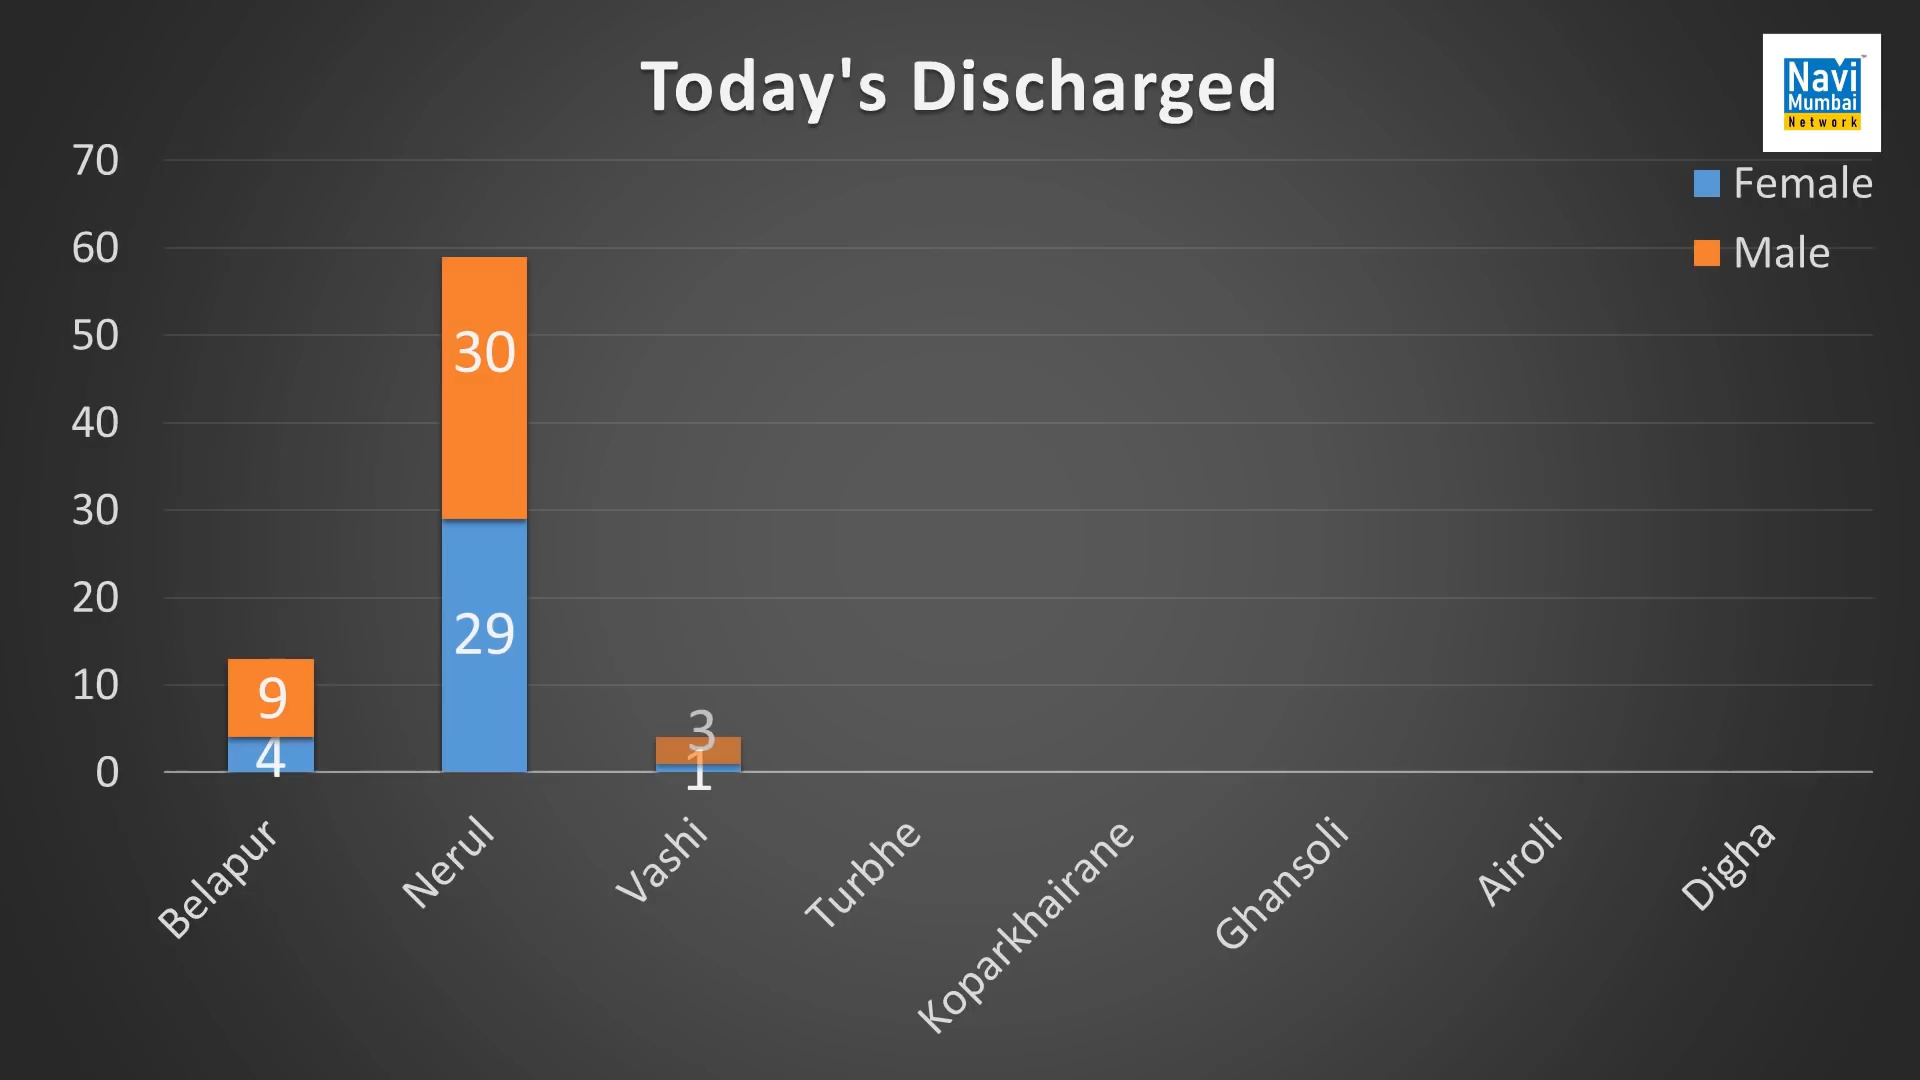 Today's Discharged
Navi
Mumbai
Network
Female
Male
70
60
50
40
30
20
10
0
30
29
9
4
3
1
Belapur
Nerul
Vashi
Turbhe
Koparkhairane
Ghansoli
Airoli
Digha